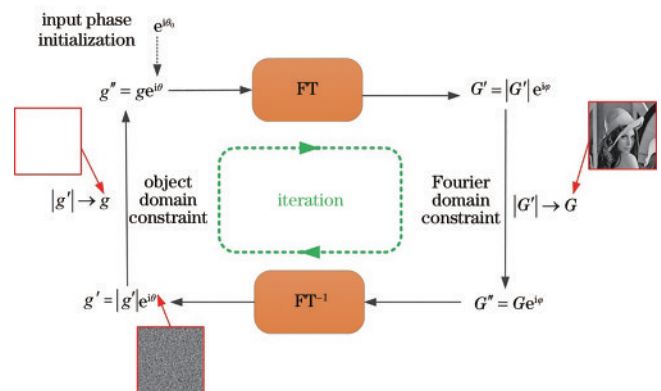 input phase
initialization
e^{iθ₀}
g″ = ge^{iθ}
FT
G′ = |G′|e^{iφ}
|g′| → g
object
domain
constraint
iteration
Fourier
domain
constraint
|G′| → G
g′ = |g′|e^{iθ}
FT⁻¹
G″ = Ge^{iφ}